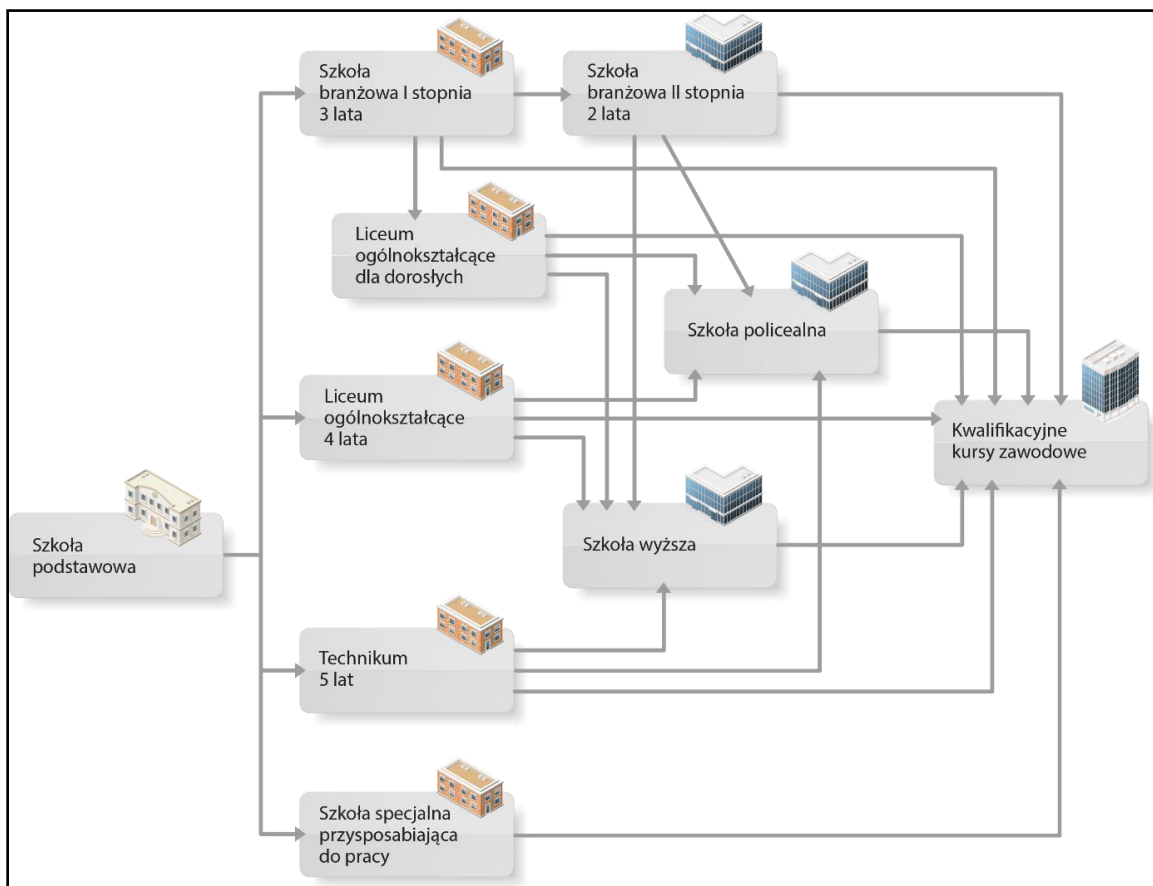 Szkoła
branżowa I stopnia
3 lata
Szkoła
branżowa II stopnia
2 lata
Liceum
ogólnokształcące
dla dorosłych
Szkoła policealna
Liceum
ogólnokształcące
4 lata
Kwalifikacyjne
kursy zawodowe
Szkoła
podstawowa
Szkoła wyższa
Technikum
5 lat
Szkoła specjalna
przysposabiająca
do pracy